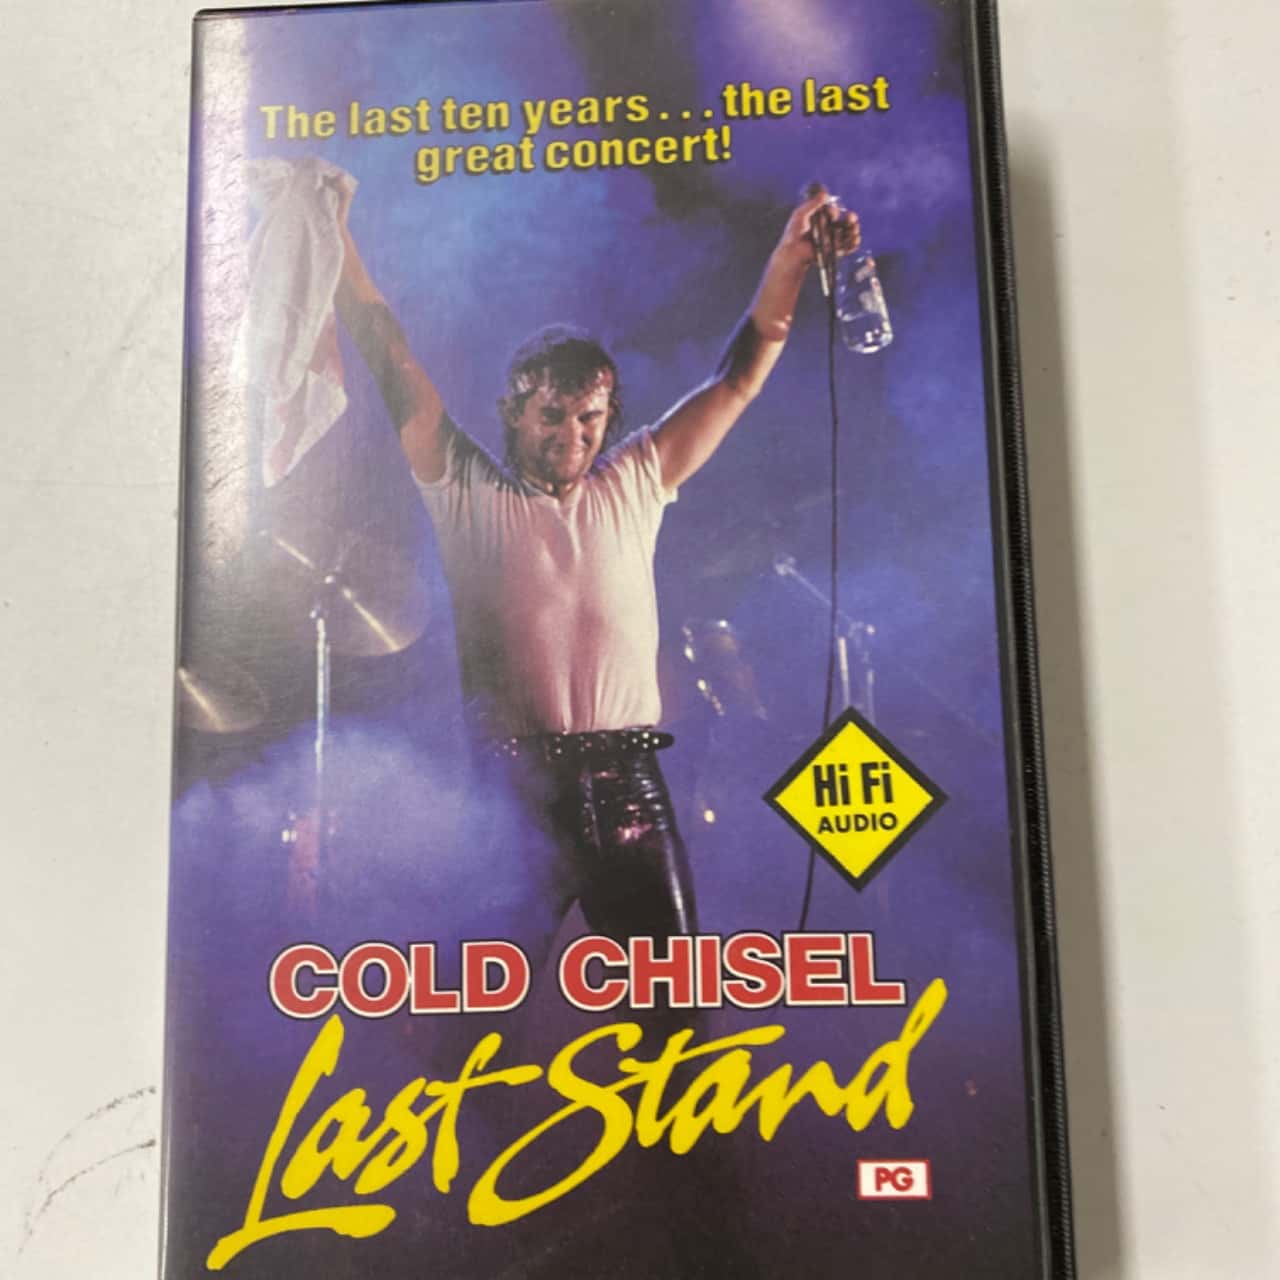 The last ten years...the last
great concert!
Hi Fi
AUDIO
COLD CHISEL
Last Stand
PG